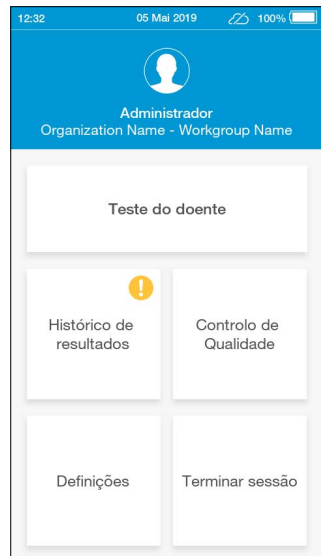 12:32 05 Mai 2019 100%
Administrador
Organization Name - Workgroup Name
Teste do doente
!
Histórico de
resultados
Controlo de
Qualidade
Definições
Terminar sessão